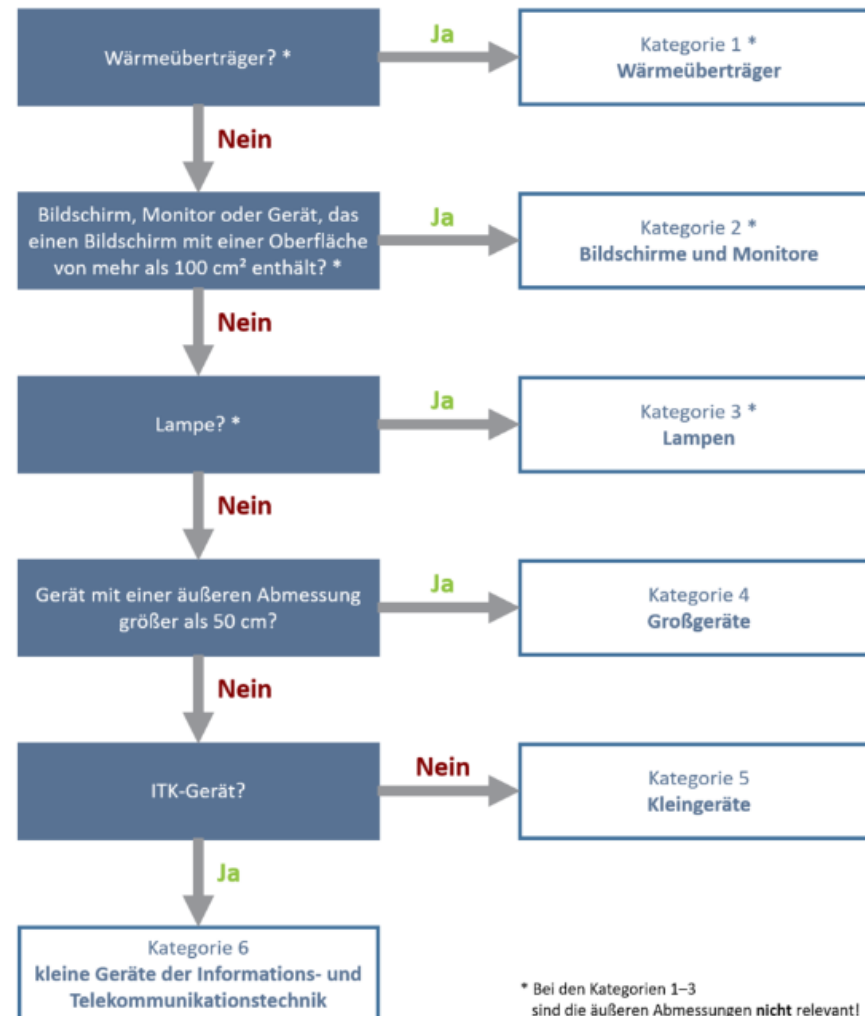 Wärmeüberträger? *
Ja
Kategorie 1 *
Wärmeüberträger
Nein
Bildschirm, Monitor oder Gerät, das
einen Bildschirm mit einer Oberfläche
von mehr als 100 cm² enthält? *
Ja
Kategorie 2 *
Bildschirme und Monitore
Nein
Lampe? *
Ja
Kategorie 3 *
Lampen
Nein
Gerät mit einer äußeren Abmessung
größer als 50 cm?
Ja
Kategorie 4
Großgeräte
Nein
ITK-Gerät?
Nein
Kategorie 5
Kleingeräte
Ja
Kategorie 6
kleine Geräte der Informations- und
Telekommunikationstechnik
* Bei den Kategorien 1–3
sind die äußeren Abmessungen nicht relevant!